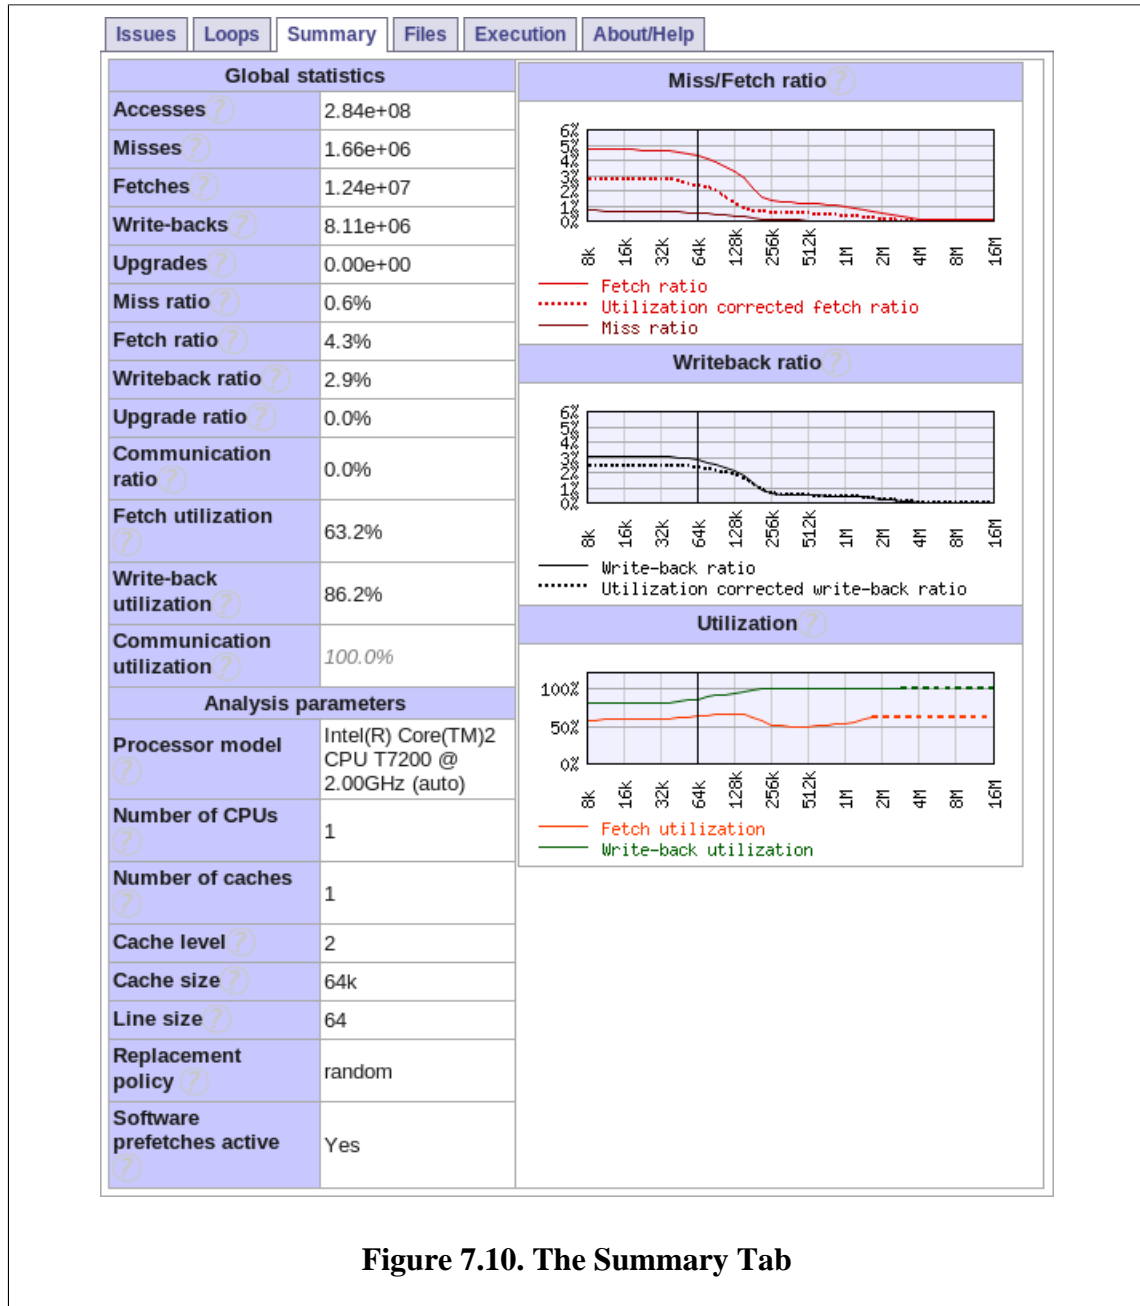 Issues Loops Summary Files Execution About/Help
Global statistics
Accesses ? 2.84e+08
Misses ? 1.66e+06
Fetches ? 1.24e+07
Write-backs ? 8.11e+06
Upgrades ? 0.00e+00
Miss ratio ? 0.6%
Fetch ratio ? 4.3%
Writeback ratio ? 2.9%
Upgrade ratio ? 0.0%
Communication
ratio ? 0.0%
Fetch utilization
? 63.2%
Write-back
utilization ? 86.2%
Communication
utilization ? 100.0%
Analysis parameters
Processor model
? Intel(R) Core(TM)2
CPU T7200 @
2.00GHz (auto)
Number of CPUs
? 1
Number of caches
? 1
Cache level ? 2
Cache size ? 64k
Line size ? 64
Replacement
policy ? random
Software
prefetches active
? Yes
Miss/Fetch ratio ?
6%
5%
4%
3%
2%
1%
0%
8k 16k 32k 64k 128k 256k 512k 1M 2M 4M 8M 16M
Fetch ratio
Utilization corrected fetch ratio
Miss ratio
Writeback ratio ?
6%
5%
4%
3%
2%
1%
0%
8k 16k 32k 64k 128k 256k 512k 1M 2M 4M 8M 16M
Write-back ratio
Utilization corrected write-back ratio
Utilization ?
100%
50%
0%
8k 16k 32k 64k 128k 256k 512k 1M 2M 4M 8M 16M
Fetch utilization
Write-back utilization
Figure 7.10. The Summary Tab